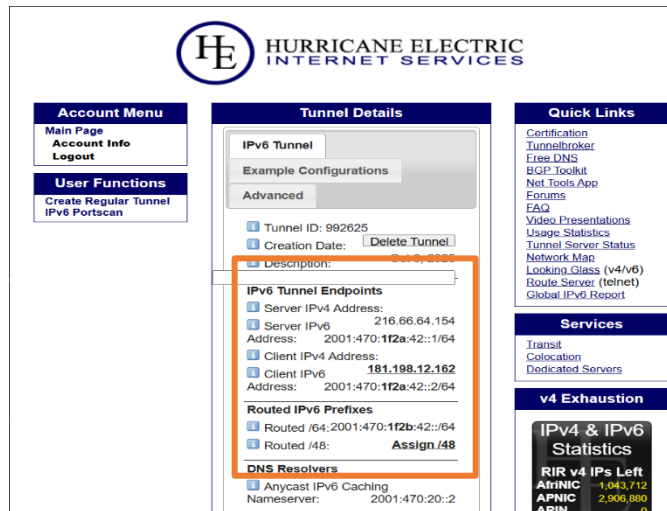 HE
HURRICANE ELECTRIC
INTERNET SERVICES
Account Menu
Main Page
Account Info
Logout
User Functions
Create Regular Tunnel
IPv6 Portscan
Tunnel Details
IPv6 Tunnel
Example Configurations
Advanced
Tunnel ID: 992625
Creation Date:
Delete Tunnel
Description:
IPv6 Tunnel Endpoints
Server IPv4 Address:
216.66.64.154
Server IPv6
Address: 2001:470:1f2a:42::1/64
Client IPv4 Address:
181.198.12.162
Client IPv6
Address: 2001:470:1f2a:42::2/64
Routed IPv6 Prefixes
Routed /64:2001:470:1f2b:42::/64
Routed /48: Assign /48
DNS Resolvers
Anycast IPv6 Caching
Nameserver: 2001:470:20::2
Quick Links
Certification
Tunnelbroker
Free DNS
BGP Toolkit
Net Tools App
Forums
FAQ
Video Presentations
Usage Statistics
Tunnel Server Status
Network Map
Looking Glass (v4/v6)
Route Server (telnet)
Global IPv6 Report
Services
Transit
Colocation
Dedicated Servers
v4 Exhaustion
IPv4 & IPv6
Statistics
RIR v4 IPs Left
AfriNIC 1,043,712
APNIC 2,906,880
ARIN 0